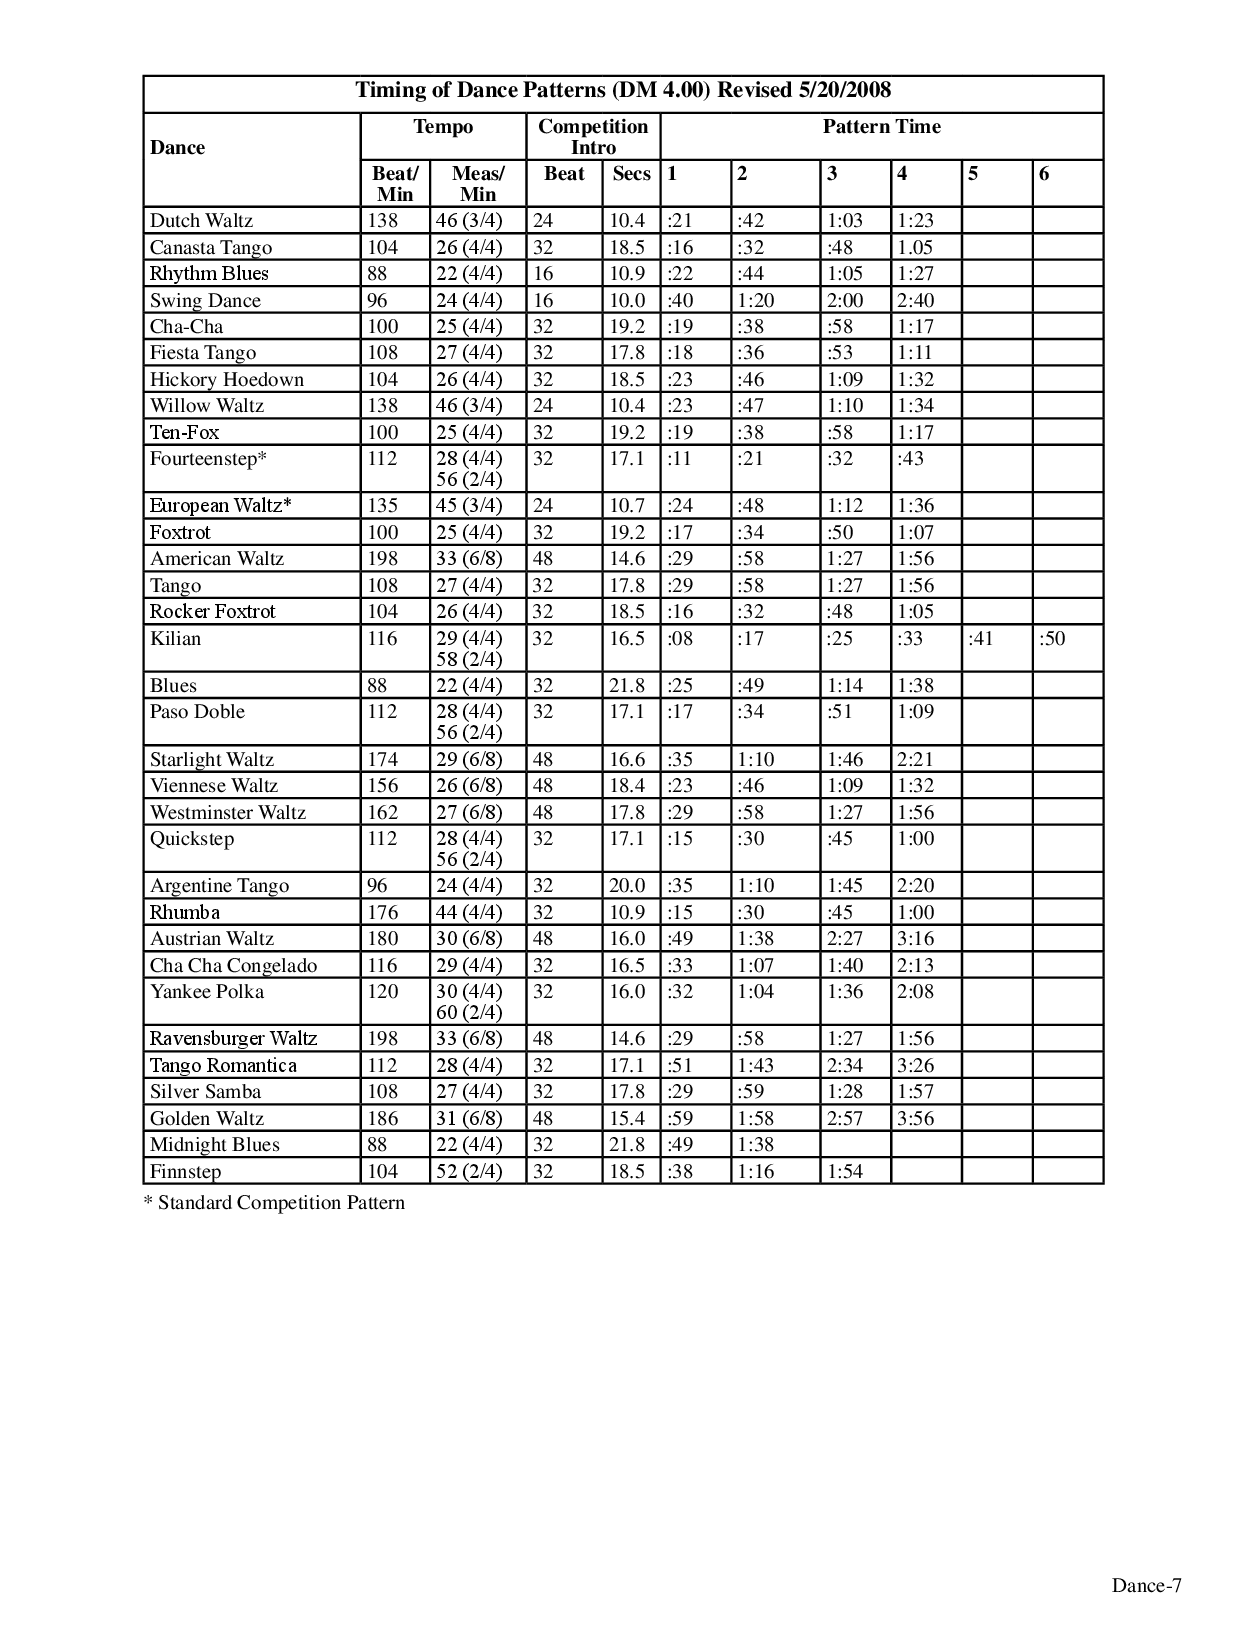 Timing of Dance Patterns (DM 4.00) Revised 5/20/2008
Dance Tempo Competition Intro Pattern Time
Beat/ Min Meas/ Min Beat Secs 1 2 3 4 5 6
Dutch Waltz 138 46 (3/4) 24 10.4 :21 :42 1:03 1:23
Canasta Tango 104 26 (4/4) 32 18.5 :16 :32 :48 1.05
Rhythm Blues 88 22 (4/4) 16 10.9 :22 :44 1:05 1:27
Swing Dance 96 24 (4/4) 16 10.0 :40 1:20 2:00 2:40
Cha-Cha 100 25 (4/4) 32 19.2 :19 :38 :58 1:17
Fiesta Tango 108 27 (4/4) 32 17.8 :18 :36 :53 1:11
Hickory Hoedown 104 26 (4/4) 32 18.5 :23 :46 1:09 1:32
Willow Waltz 138 46 (3/4) 24 10.4 :23 :47 1:10 1:34
Ten-Fox 100 25 (4/4) 32 19.2 :19 :38 :58 1:17
Fourteenstep* 112 28 (4/4) 32 17.1 :11 :21 :32 :43
56 (2/4)
European Waltz* 135 45 (3/4) 24 10.7 :24 :48 1:12 1:36
Foxtrot 100 25 (4/4) 32 19.2 :17 :34 :50 1:07
American Waltz 198 33 (6/8) 48 14.6 :29 :58 1:27 1:56
Tango 108 27 (4/4) 32 17.8 :29 :58 1:27 1:56
Rocker Foxtrot 104 26 (4/4) 32 18.5 :16 :32 :48 1:05
Kilian 116 29 (4/4) 32 16.5 :08 :17 :25 :33 :41 :50
58 (2/4)
Blues 88 22 (4/4) 32 21.8 :25 :49 1:14 1:38
Paso Doble 112 28 (4/4) 32 17.1 :17 :34 :51 1:09
56 (2/4)
Starlight Waltz 174 29 (6/8) 48 16.6 :35 1:10 1:46 2:21
Viennese Waltz 156 26 (6/8) 48 18.4 :23 :46 1:09 1:32
Westminster Waltz 162 27 (6/8) 48 17.8 :29 :58 1:27 1:56
Quickstep 112 28 (4/4) 32 17.1 :15 :30 :45 1:00
56 (2/4)
Argentine Tango 96 24 (4/4) 32 20.0 :35 1:10 1:45 2:20
Rhumba 176 44 (4/4) 32 10.9 :15 :30 :45 1:00
Austrian Waltz 180 30 (6/8) 48 16.0 :49 1:38 2:27 3:16
Cha Cha Congelado 116 29 (4/4) 32 16.5 :33 1:07 1:40 2:13
Yankee Polka 120 30 (4/4) 32 16.0 :32 1:04 1:36 2:08
60 (2/4)
Ravensburger Waltz 198 33 (6/8) 48 14.6 :29 :58 1:27 1:56
Tango Romantica 112 28 (4/4) 32 17.1 :51 1:43 2:34 3:26
Silver Samba 108 27 (4/4) 32 17.8 :29 :59 1:28 1:57
Golden Waltz 186 31 (6/8) 48 15.4 :59 1:58 2:57 3:56
Midnight Blues 88 22 (4/4) 32 21.8 :49 1:38
Finnstep 104 52 (2/4) 32 18.5 :38 1:16 1:54
* Standard Competition Pattern
Dance-7